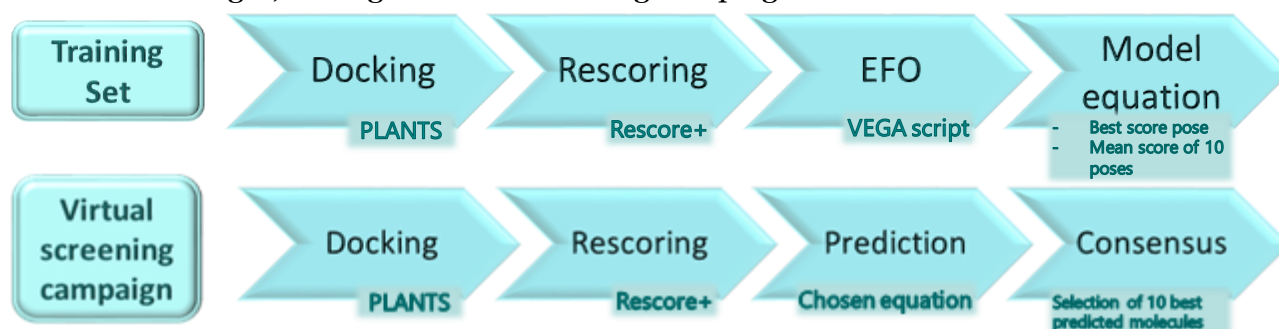 Training
Set
Docking
PLANTS
Rescoring
Rescore+
EFO
VEGA script
Model
equation
- Best score pose
- Mean score of 10
poses
Virtual
screening
campaign
Docking
PLANTS
Rescoring
Rescore+
Prediction
Chosen equation
Consensus
Selection of 10 best
predicted molecules